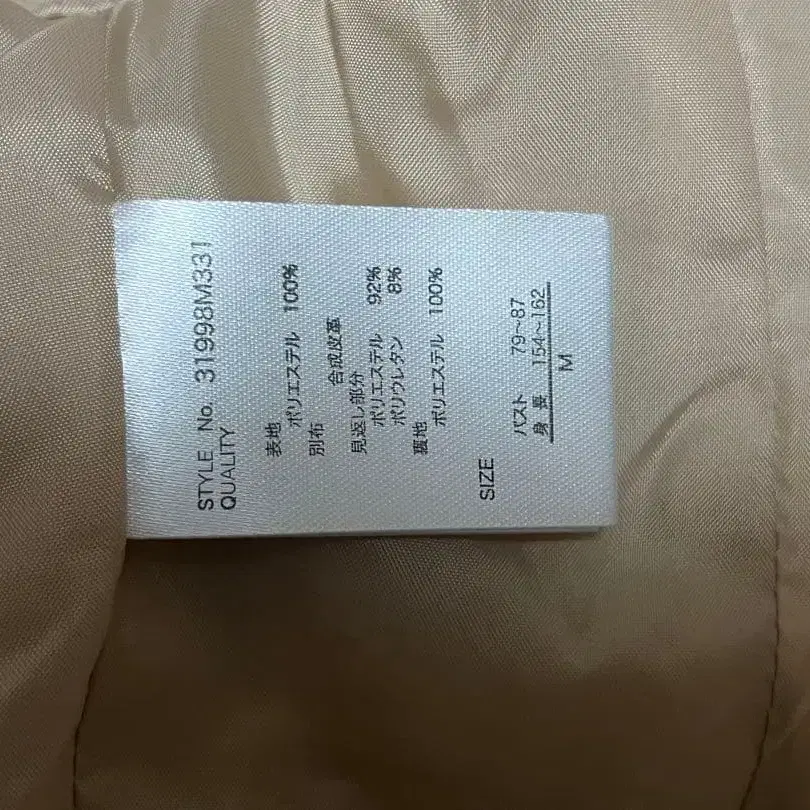 STYLE No. 31998M331
QUALITY
表地
ポリエステル 100%
別布
合成皮革
見返し部分
ポリエステル 92%
ポリウレタン 8%
裏地
ポリエステル 100%
SIZE
バスト 79~87
身長 154~162
M